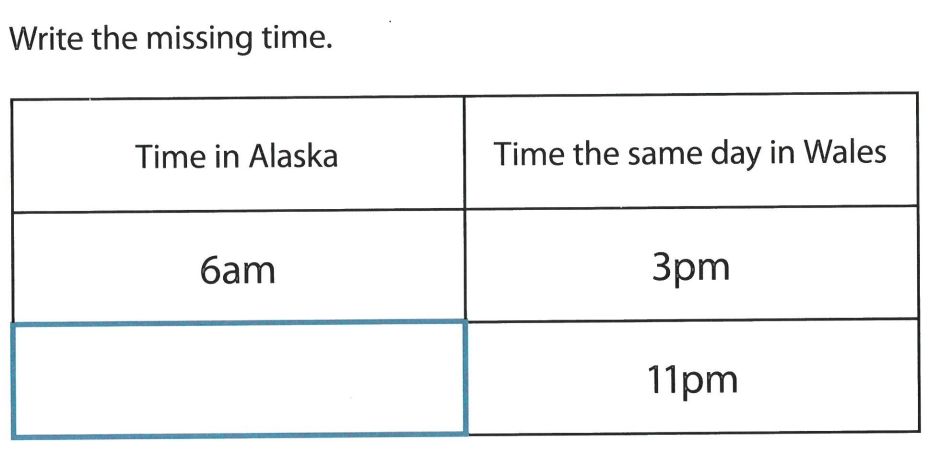 Write the missing time.
Time in Alaska
Time the same day in Wales
6am
3pm
11pm